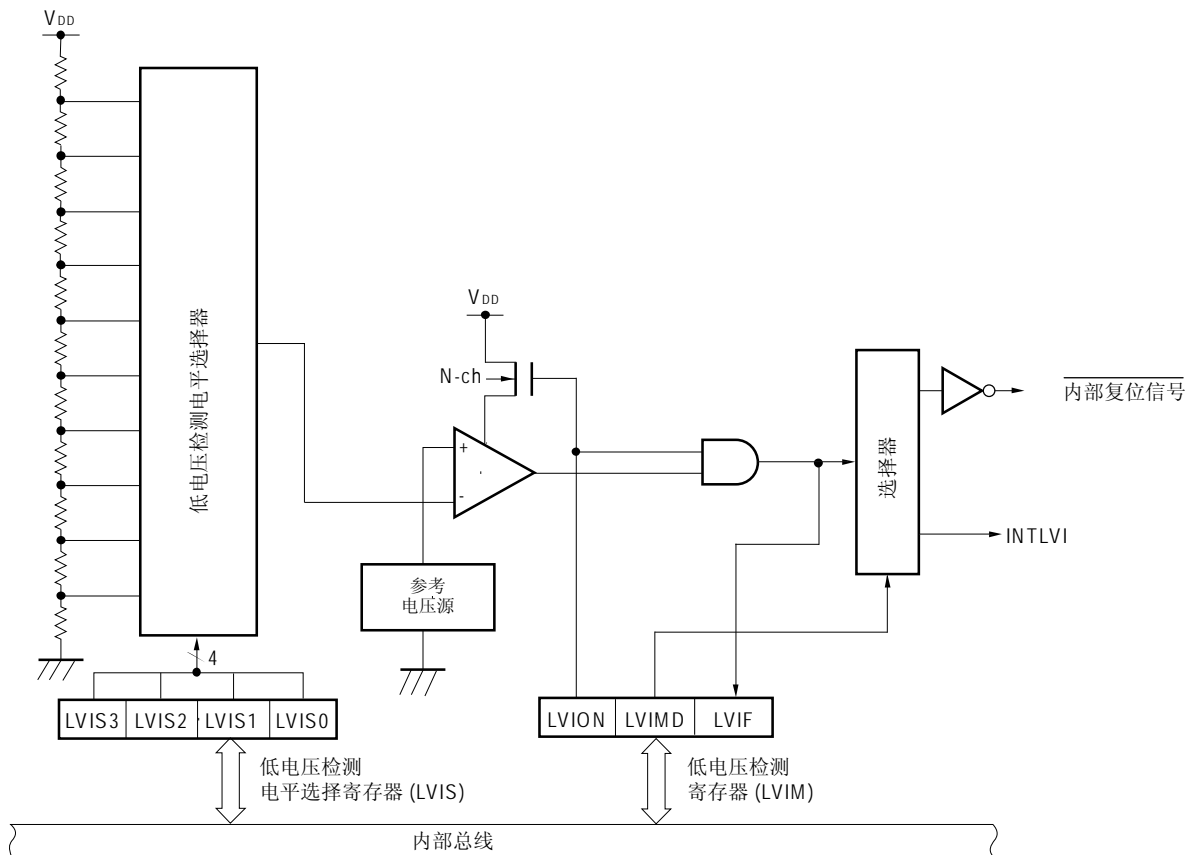 VDD
低电压检测电平选择器
VDD
N-ch
+
-
参考
电压源
选择器
内部复位信号
INTLVI
4
LVIS3 LVIS2 LVIS1 LVIS0
LVION LVIMD LVIF
低电压检测
电平选择寄存器 (LVIS)
低电压检测
寄存器 (LVIM)
内部总线